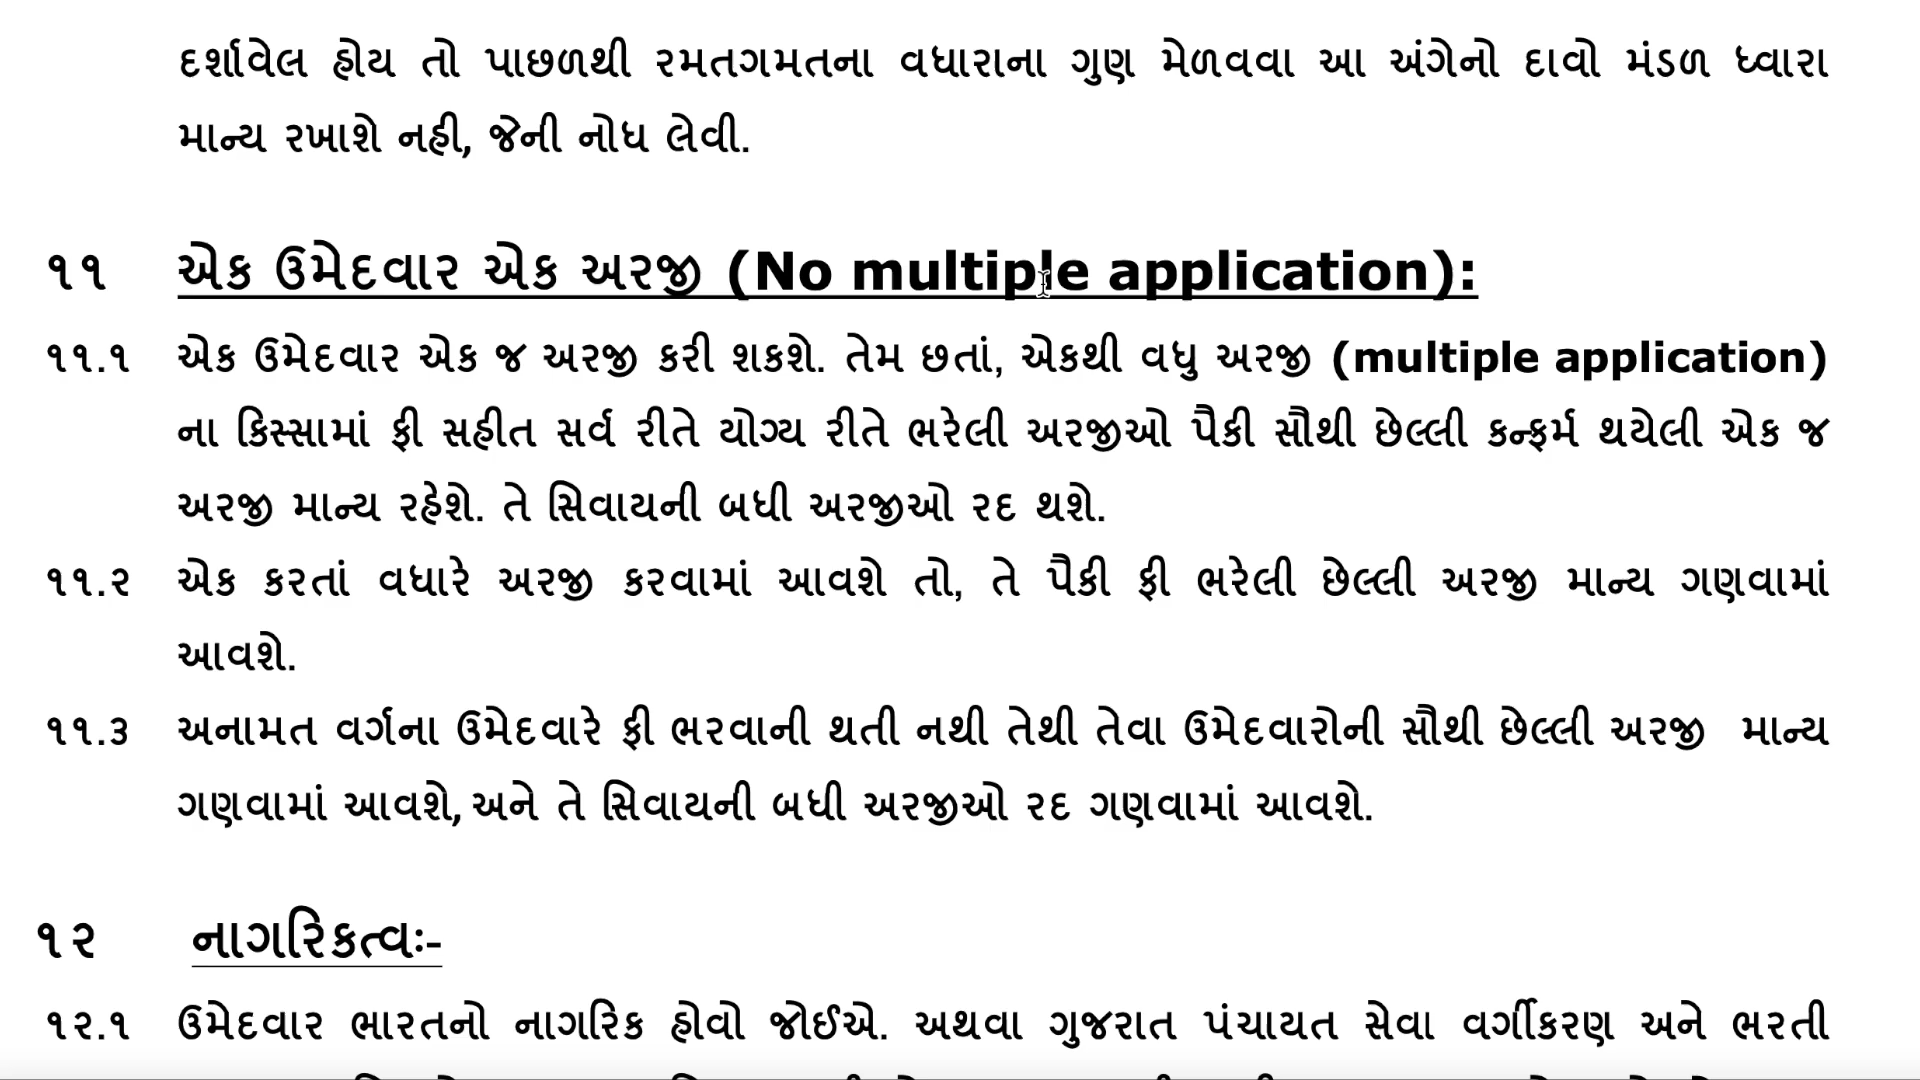 દર્શાવેલ હોય તો પાછળથી રમતગમતના વધારાના ગુણ મેળવવા આ અંગેનો દાવો મંડળ ધ્વારા
માન્ય રખાશે નહી, જેની નોધ લેવી.
૧૧ એક ઉમેદવાર એક અરજી (No multiple application):
૧૧.૧ એક ઉમેદવાર એક જ અરજી કરી શકશે. તેમ છતાં, એકથી વધુ અરજી (multiple application)
ના કિસ્સામાં ફી સહીત સર્વ રીતે યોગ્ય રીતે ભરેલી અરજીઓ પૈકી સૌથી છેલ્લી કન્ફર્મ થયેલી એક જ
અરજી માન્ય રહેશે. તે સિવાયની બધી અરજીઓ રદ થશે.
૧૧.૨ એક કરતાં વધારે અરજી કરવામાં આવશે તો, તે પૈકી ફી ભરેલી છેલ્લી અરજી માન્ય ગણવામાં
આવશે.
૧૧.૩ અનામત વર્ગના ઉમેદવારે ફી ભરવાની થતી નથી તેથી તેવા ઉમેદવારોની સૌથી છેલ્લી અરજી માન્ય
ગણવામાં આવશે, અને તે સિવાયની બધી અરજીઓ રદ ગણવામાં આવશે.
૧૨ નાગરિકત્વઃ-
૧૨.૧ ઉમેદવાર ભારતનો નાગરિક હોવો જોઈએ. અથવા ગુજરાત પંચાયત સેવા વર્ગીકરણ અને ભરતી